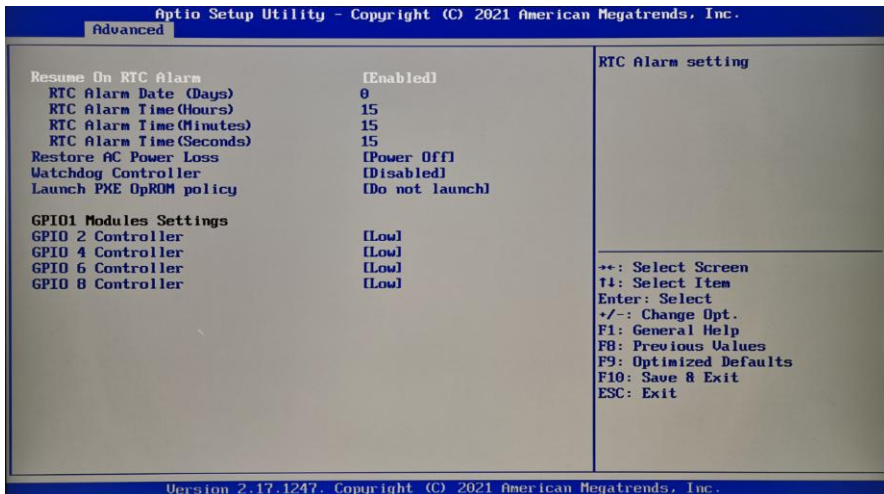 Aptio Setup Utility - Copyright (C) 2021 American Megatrends, Inc.
Advanced
Resume On RTC Alarm [Enabled]
RTC Alarm Date (Days) 0
RTC Alarm Time(Hours) 15
RTC Alarm Time(Minutes) 15
RTC Alarm Time(Seconds) 15
Restore AC Power Loss [Power Off]
Watchdog Controller [Disabled]
Launch PXE OpROM policy [Do not launch]
GPIO1 Modules Settings
GPIO 2 Controller [Low]
GPIO 4 Controller [Low]
GPIO 6 Controller [Low]
GPIO 8 Controller [Low]
RTC Alarm setting
→←: Select Screen
↑↓: Select Item
Enter: Select
+/-: Change Opt.
F1: General Help
F8: Previous Values
F9: Optimized Defaults
F10: Save & Exit
ESC: Exit
Version 2.17.1247. Copyright (C) 2021 American Megatrends, Inc.